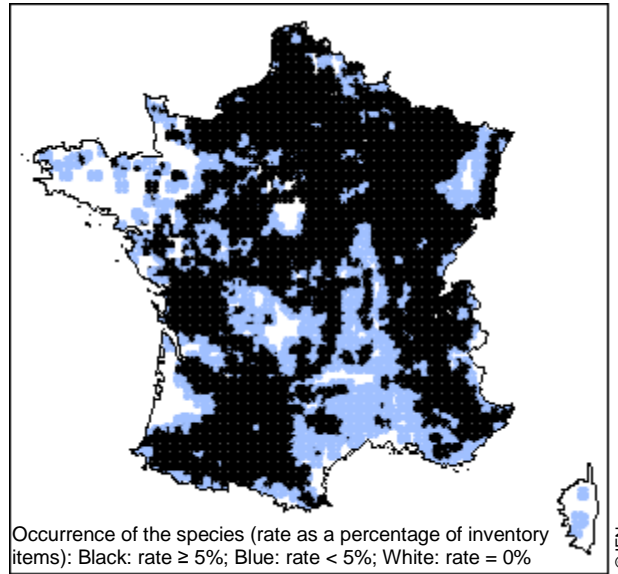 Occurrence of the species (rate as a percentage of inventory
items): Black: rate ≥ 5%; Blue: rate < 5%; White: rate = 0%